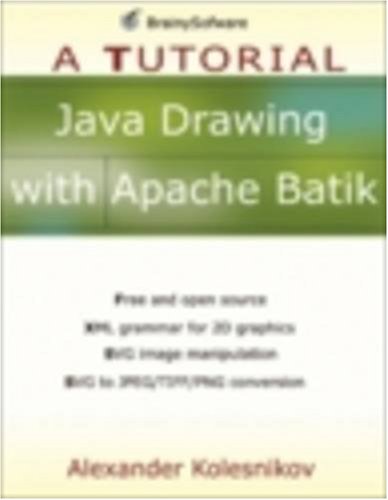 BrainySoftware
A TUTORIAL
Java Drawing
with Apache Batik
Free and open source
XML grammar for 2D graphics
SVG image manipulation
SVG to JPEG/TIFF/PNG conversion
Alexander Kolesnikov